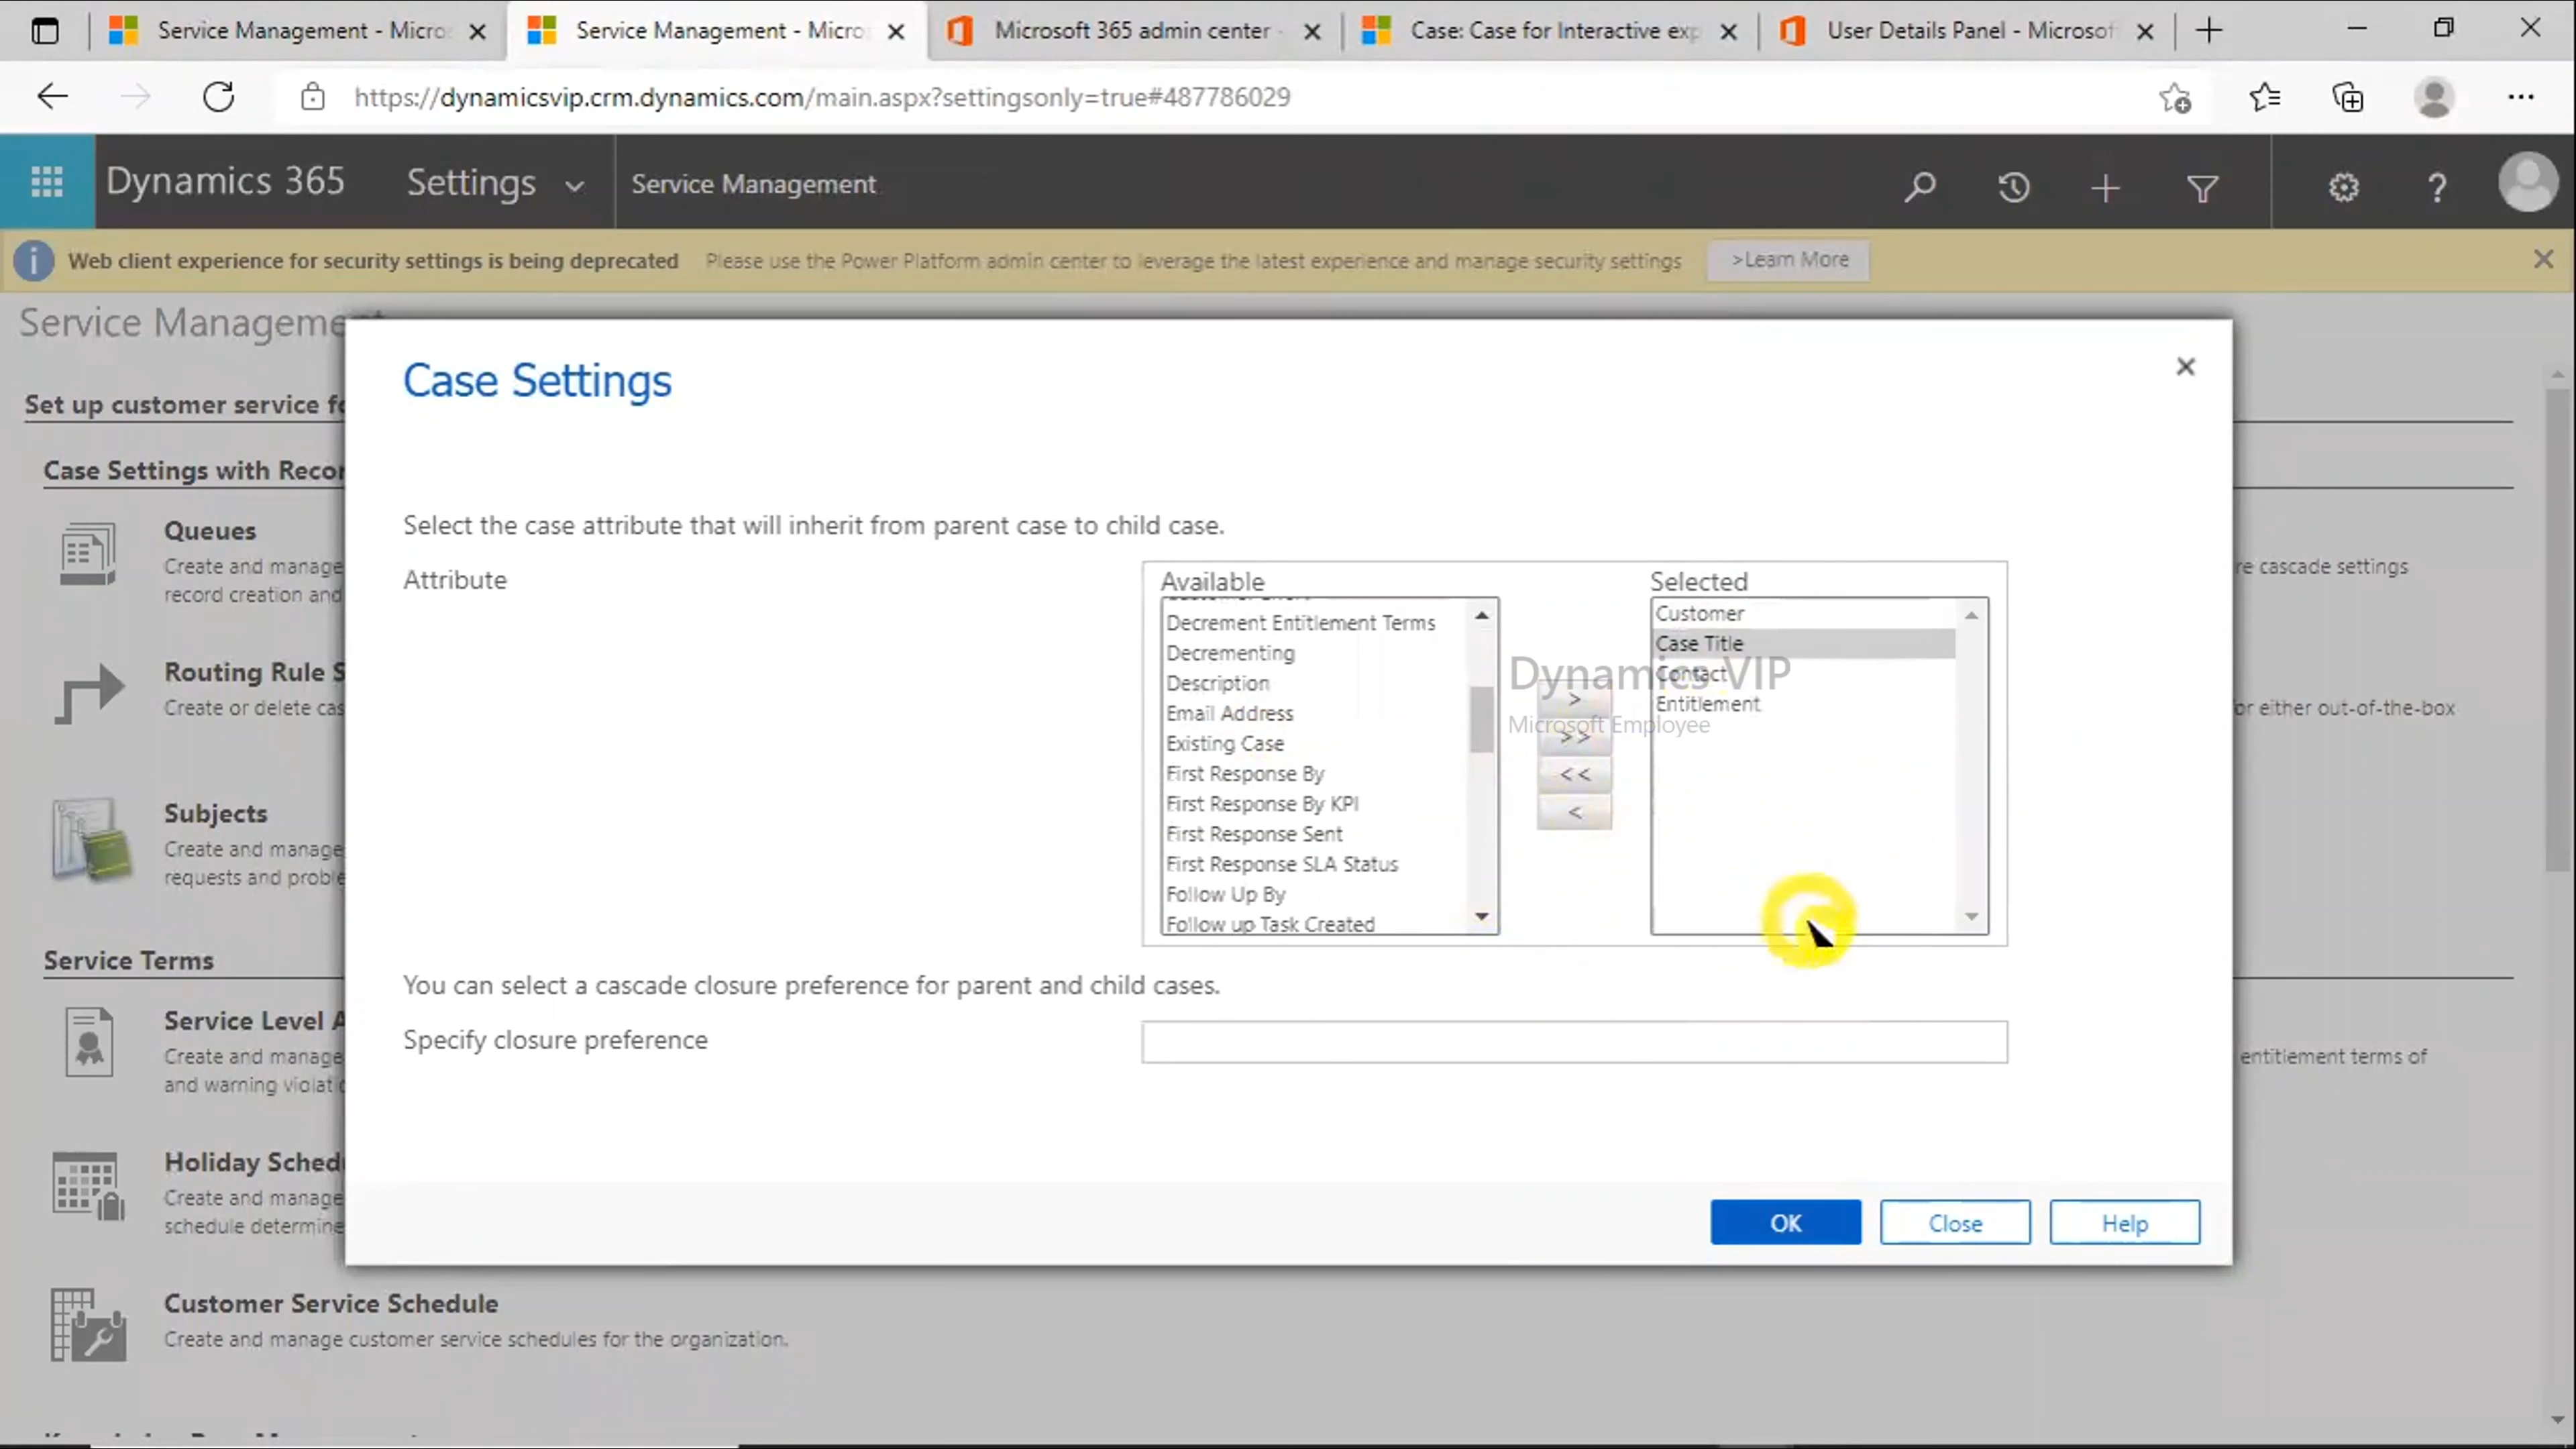 Service Management - Micro
Service Management - Micro
Microsoft 365 admin center -
Case: Case for Interactive exp
User Details Panel - Microsof
https://dynamicsvip.crm.dynamics.com/main.aspx?settingsonly=true#487786029
Dynamics 365
Settings
Service Management
Web client experience for security settings is being deprecated
Please use the Power Platform admin center to leverage the latest experience and manage security settings
>Learn More
Service Management
Set up customer service fo
Case Settings with Recor
Queues
Create and manage
record creation and
re cascade settings
Routing Rule S
Create or delete cas
or either out-of-the-box
Subjects
Create and manage
requests and proble
Service Terms
Service Level A
Create and manage
and warning violati
entitlement terms of
Holiday Sched
Create and manage
schedule determine
Customer Service Schedule
Create and manage customer service schedules for the organization.
Case Settings
Select the case attribute that will inherit from parent case to child case.
Attribute
Available
Decrement Entitlement Terms
Decrementing
Description
Email Address
Existing Case
First Response By
First Response By KPI
First Response Sent
First Response SLA Status
Follow Up By
Follow up Task Created
>
>>
<<
<
Selected
Customer
Case Title
Contact
Entitlement
Dynamics VIP
Microsoft Employee
You can select a cascade closure preference for parent and child cases.
Specify closure preference
OK
Close
Help